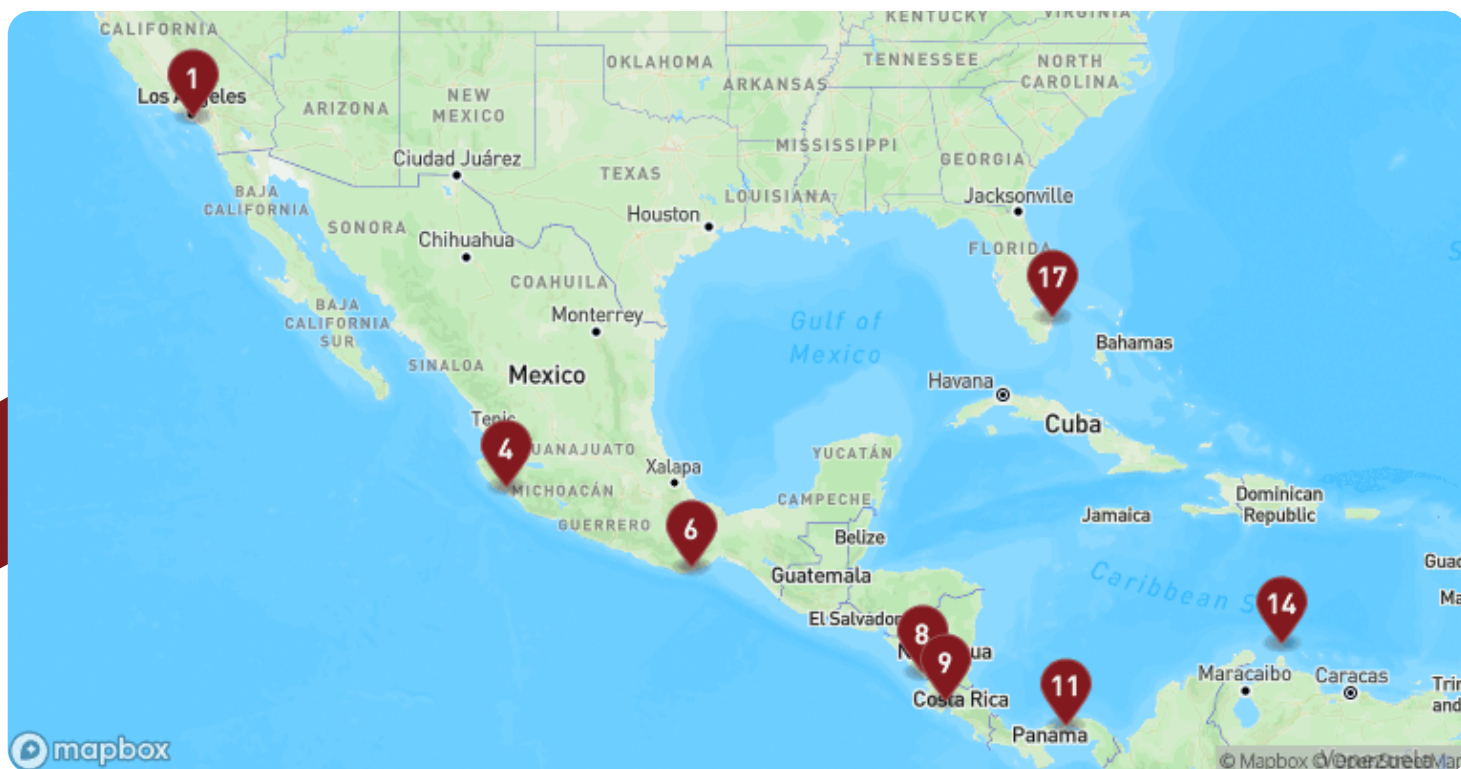 CALIFORNIA
KENTUCKY
VIRGINIA
OKLAHOMA
TENNESSEE
NORTH
CAROLINA
1
Los Angeles
ARIZONA
NEW
MEXICO
ARKANSAS
MISSISSIPPI
GEORGIA
Ciudad Juárez
TEXAS
LOUISIANA
Jacksonville
BAJA
CALIFORNIA
SONORA
Houston
Chihuahua
FLORIDA
COAHUILA
17
BAJA
CALIFORNIA
SUR
Monterrey
Gulf of
Mexico
Bahamas
SINALOA
Mexico
Havana
Cuba
Tepic
4
GUANAJUATO
YUCATÁN
Xalapa
MICHOACÁN
CAMPECHE
Dominican
Republic
GUERRERO
6
Jamaica
Belize
Guatemala
Caribbean S
14
El Salvador
8
9
Maracaibo
Caracas
Costa Rica
11
Panama
mapbox
© Mapbox © OpenStreetMap